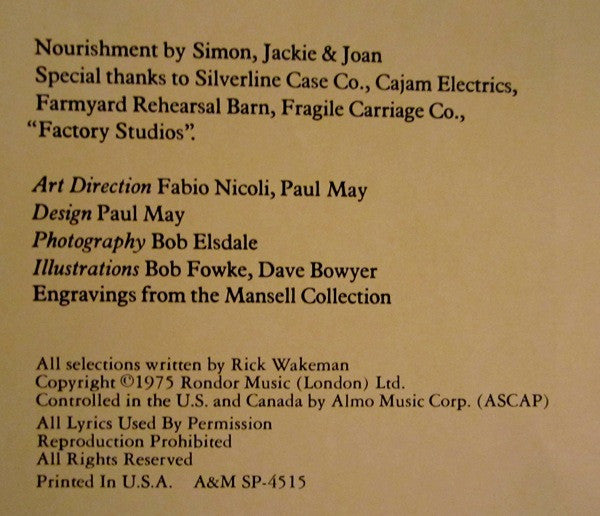 Nourishment by Simon, Jackie & Joan
Special thanks to Silverline Case Co., Cajam Electrics,
Farmyard Rehearsal Barn, Fragile Carriage Co.,
“Factory Studios”.
Art Direction Fabio Nicoli, Paul May
Design Paul May
Photography Bob Elsdale
Illustrations Bob Fowke, Dave Bowyer
Engravings from the Mansell Collection
All selections written by Rick Wakeman
Copyright ©1975 Rondor Music (London) Ltd.
Controlled in the U.S. and Canada by Almo Music Corp. (ASCAP)
All Lyrics Used By Permission
Reproduction Prohibited
All Rights Reserved
Printed In U.S.A. A&M SP-4515